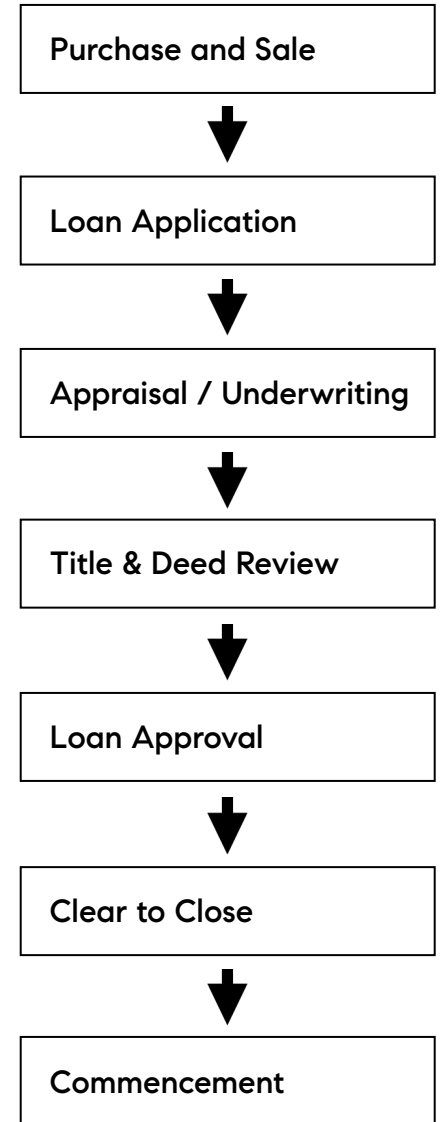 Purchase and Sale
Loan Application
Appraisal / Underwriting
Title & Deed Review
Loan Approval
Clear to Close
Commencement